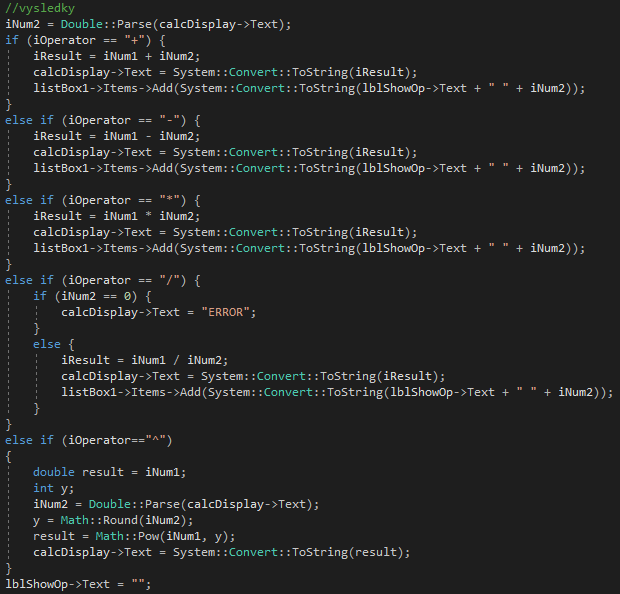 //vysledky
iNum2 = Double::Parse(calcDisplay->Text);
if (iOperator == "+") {
    iResult = iNum1 + iNum2;
    calcDisplay->Text = System::Convert::ToString(iResult);
    listBox1->Items->Add(System::Convert::ToString(lblShowOp->Text + " " + iNum2));
}
else if (iOperator == "-") {
    iResult = iNum1 - iNum2;
    calcDisplay->Text = System::Convert::ToString(iResult);
    listBox1->Items->Add(System::Convert::ToString(lblShowOp->Text + " " + iNum2));
}
else if (iOperator == "*") {
    iResult = iNum1 * iNum2;
    calcDisplay->Text = System::Convert::ToString(iResult);
    listBox1->Items->Add(System::Convert::ToString(lblShowOp->Text + " " + iNum2));
}
else if (iOperator == "/") {
    if (iNum2 == 0) {
        calcDisplay->Text = "ERROR";
    }
    else {
        iResult = iNum1 / iNum2;
        calcDisplay->Text = System::Convert::ToString(iResult);
        listBox1->Items->Add(System::Convert::ToString(lblShowOp->Text + " " + iNum2));
    }
}
else if (iOperator=="^")
{
    double result = iNum1;
    int y;
    iNum2 = Double::Parse(calcDisplay->Text);
    y = Math::Round(iNum2);
    result = Math::Pow(iNum1, y);
    calcDisplay->Text = System::Convert::ToString(result);
}
lblShowOp->Text = "";